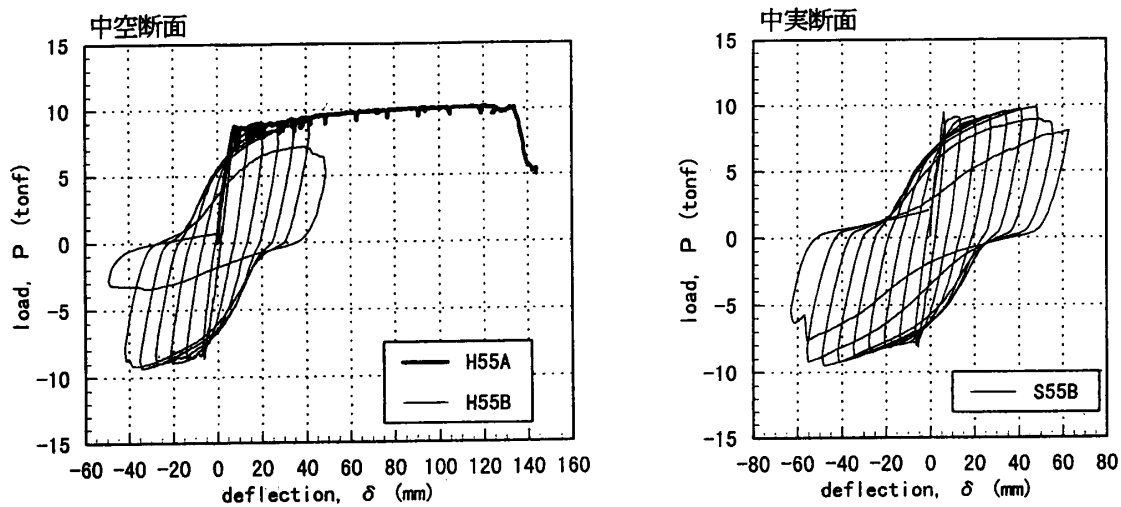 中空断面
15
10
5
0
-5
-10
-15
load, P (tonf)
-60 -40 -20 0 20 40 60 80 100 120 140 160
deflection, δ (mm)
H55A
H55B
中実断面
15
10
5
0
-5
-10
-15
load, P (tonf)
-80 -60 -40 -20 0 20 40 60 80
deflection, δ (mm)
S55B